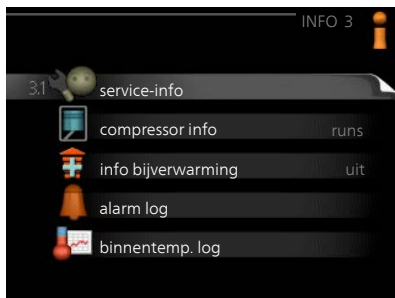 INFO 3
3.1 service-info
compressor info runs
info bijverwarming uit
alarm log
binnentemp. log